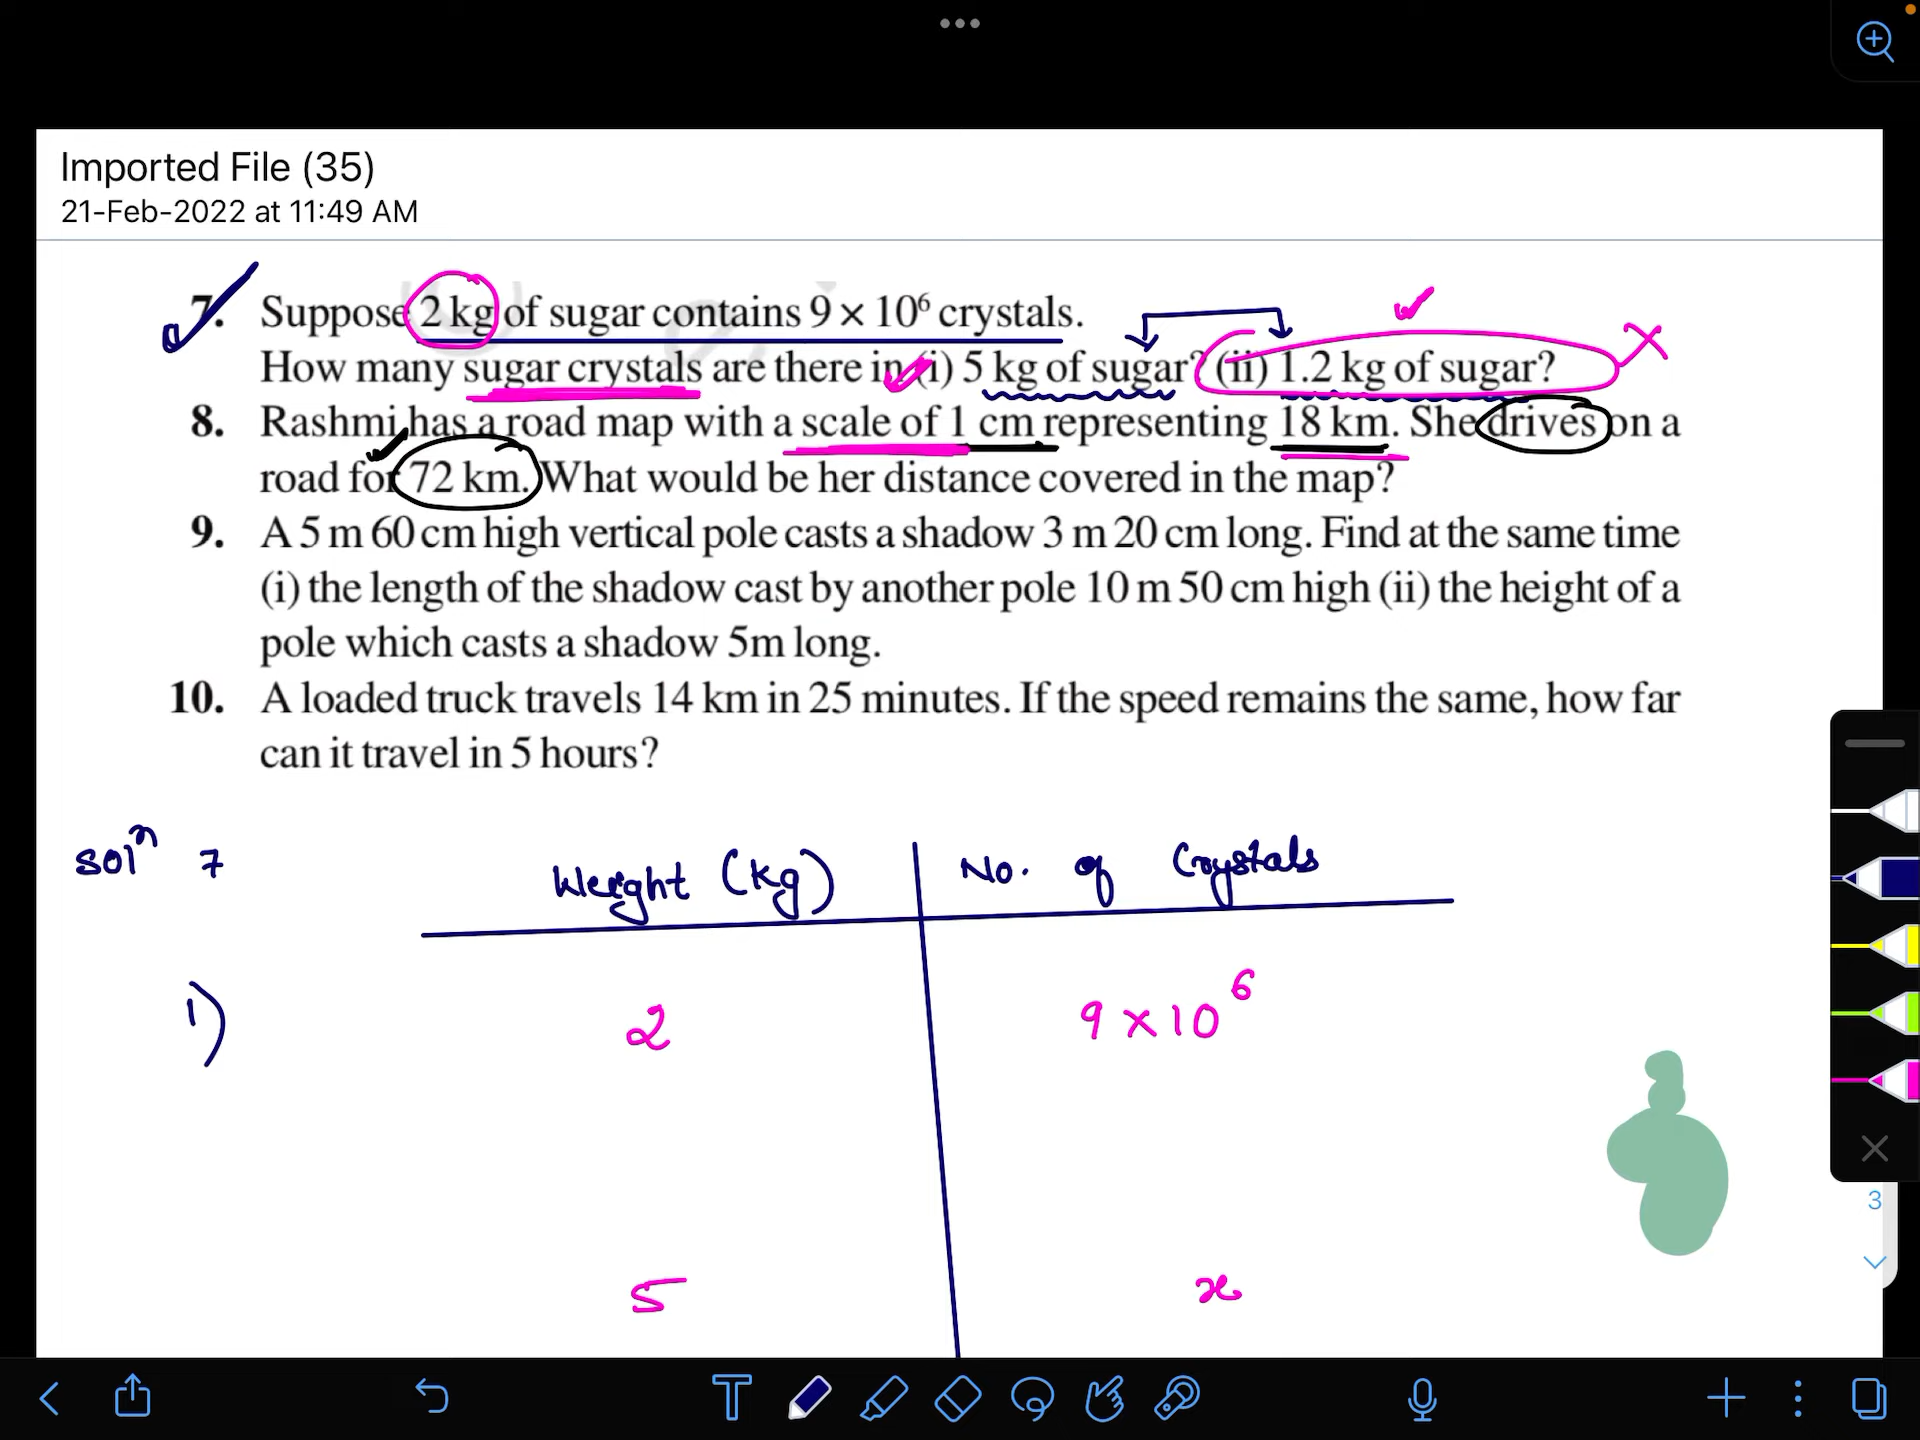 Imported File (35)
21-Feb-2022 at 11:49 AM
7. Suppose 2 kg of sugar contains 9 × 10⁶ crystals.
How many sugar crystals are there in (i) 5 kg of sugar? (ii) 1.2 kg of sugar?
8. Rashmi has a road map with a scale of 1 cm representing 18 km. She drives on a
road for 72 km. What would be her distance covered in the map?
9. A 5 m 60 cm high vertical pole casts a shadow 3 m 20 cm long. Find at the same time
(i) the length of the shadow cast by another pole 10 m 50 cm high (ii) the height of a
pole which casts a shadow 5m long.
10. A loaded truck travels 14 km in 25 minutes. If the speed remains the same, how far
can it travel in 5 hours?
Solⁿ 7 Weight (kg) No. of Crystals
1) 2 9 × 10⁶
5 x
3